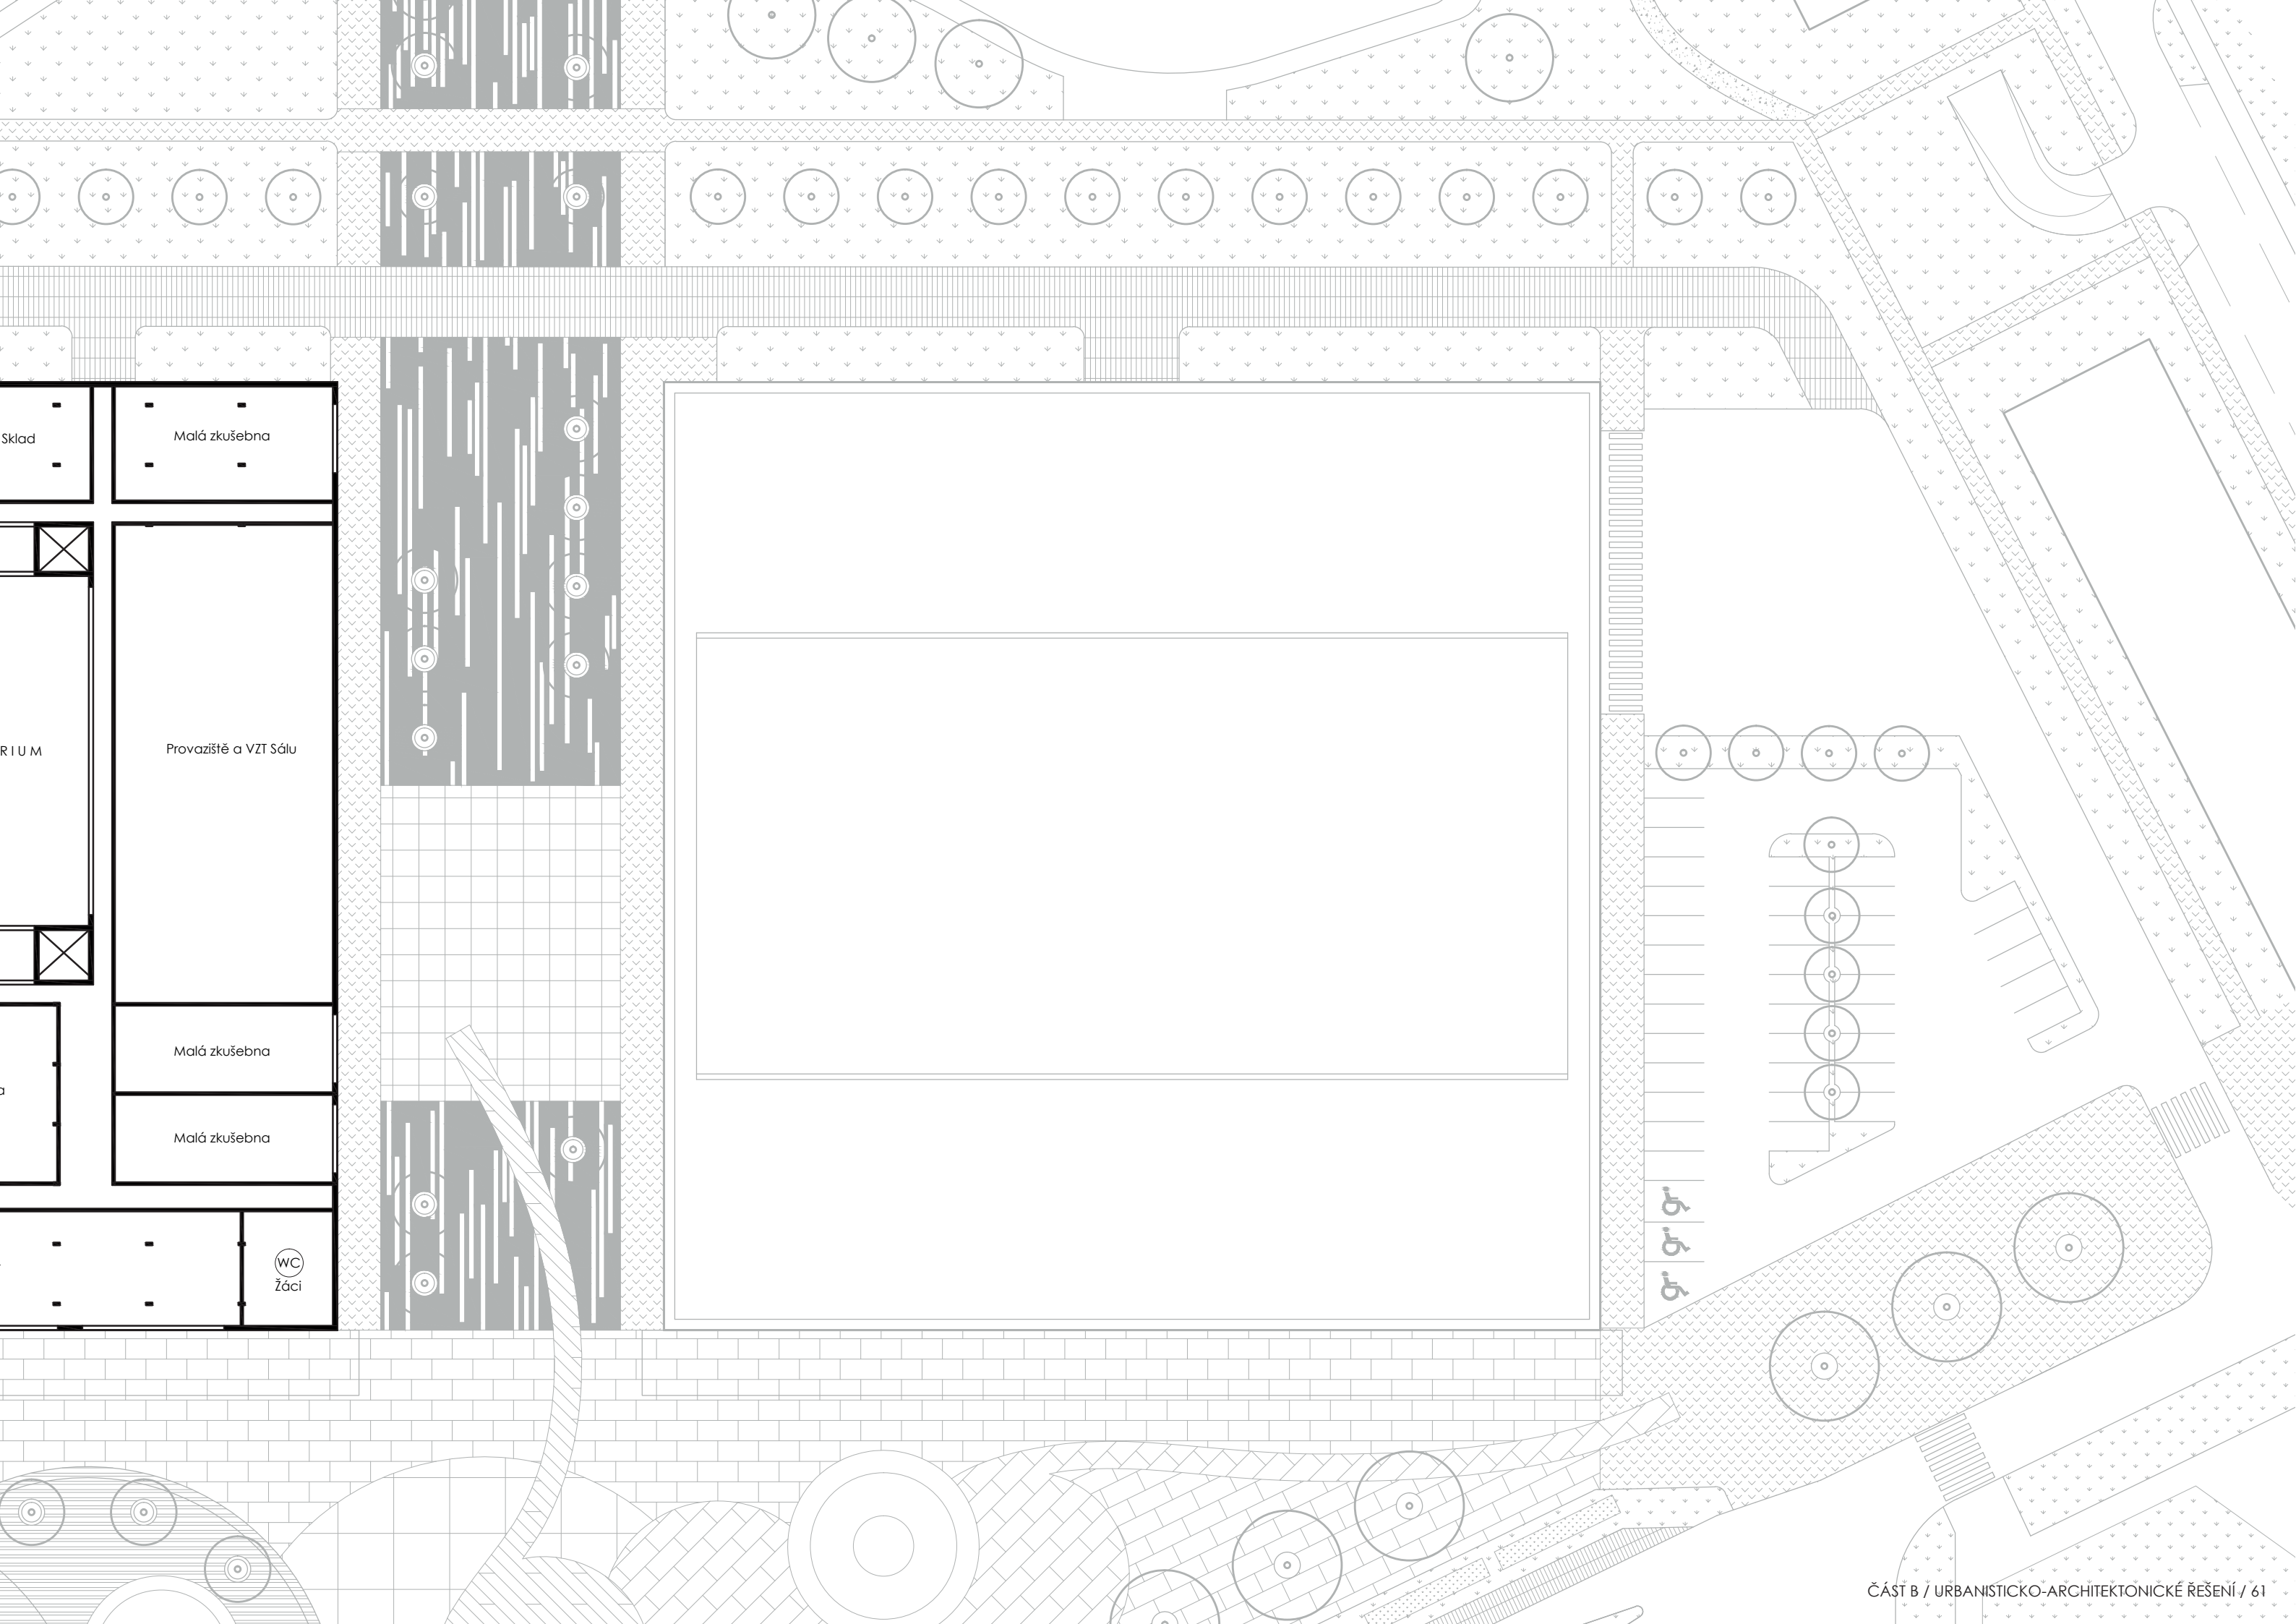 Sklad
Malá zkušebna
RIUM
Provaziště a VZT Sálu
Malá zkušebna
a
Malá zkušebna
WC
Žáci
ČÁST B / URBANISTICKO-ARCHITEKTONICKÉ ŘEŠENÍ / 61